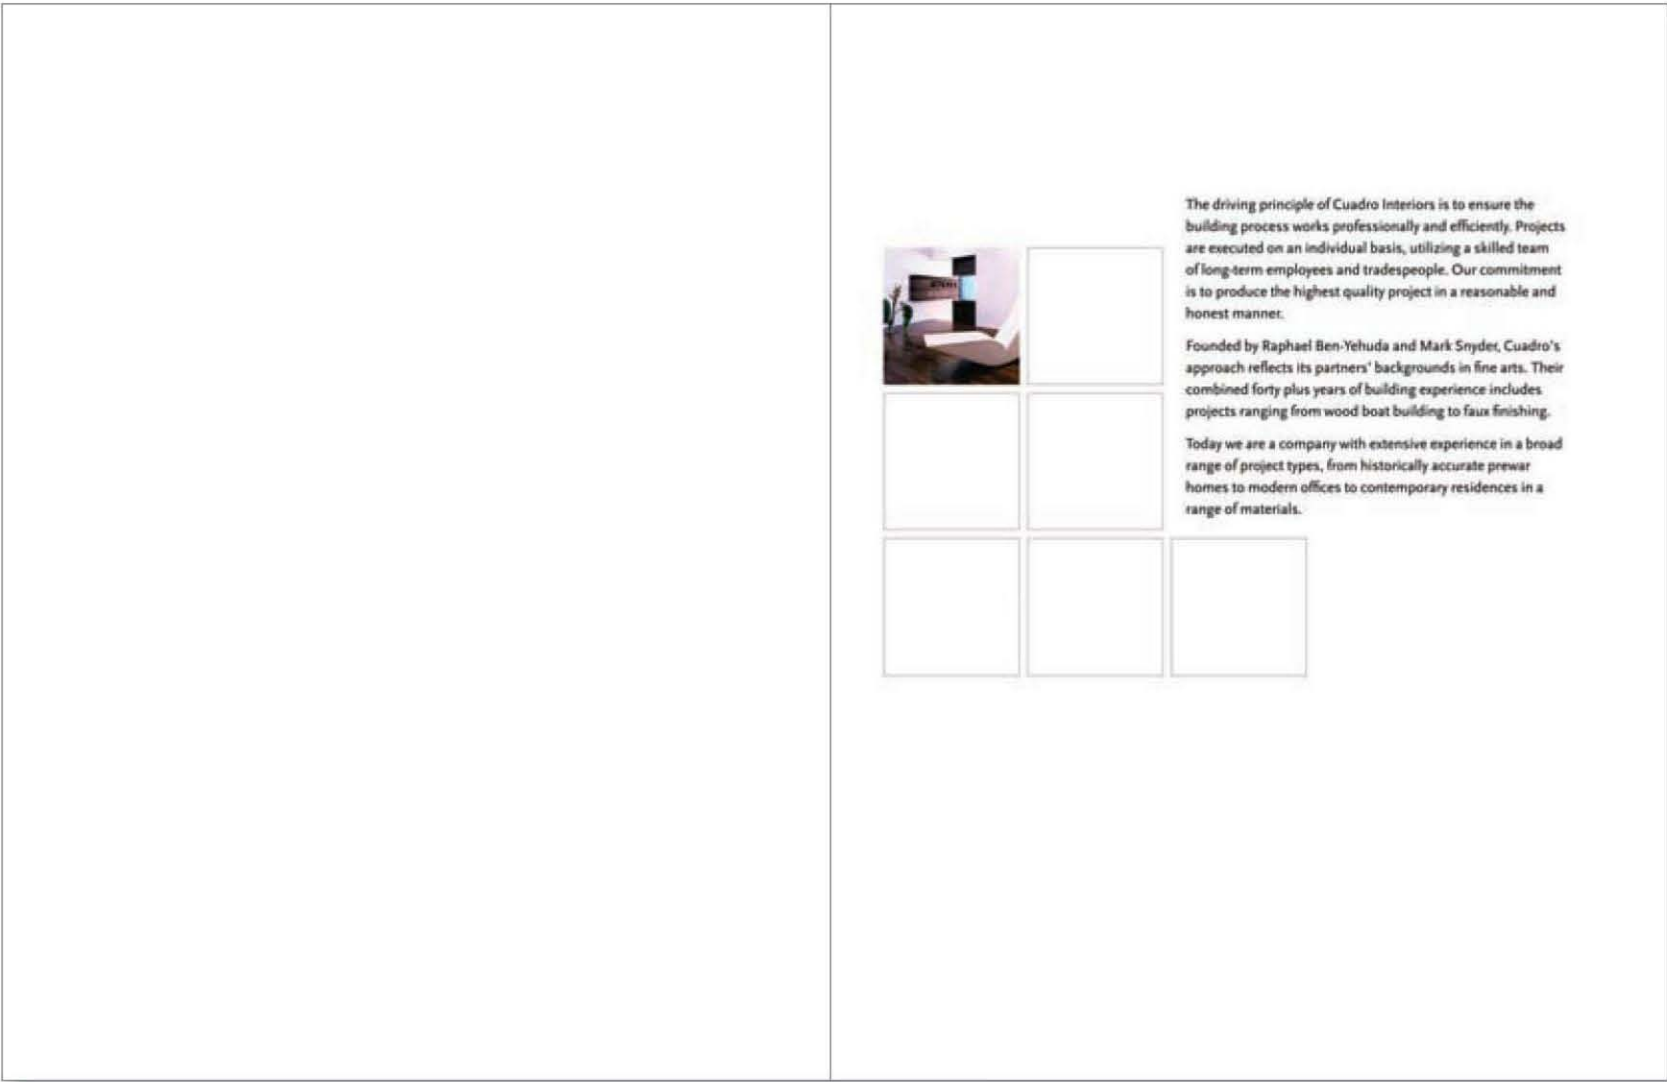 The driving principle of Cuadro Interiors is to ensure the
building process works professionally and efficiently. Projects
are executed on an individual basis, utilizing a skilled team
of long-term employees and tradespeople. Our commitment
is to produce the highest quality project in a reasonable and
honest manner.
Founded by Raphael Ben-Yehuda and Mark Snyder, Cuadro's
approach reflects its partners' backgrounds in fine arts. Their
combined forty plus years of building experience includes
projects ranging from wood boat building to faux finishing.
Today we are a company with extensive experience in a broad
range of project types, from historically accurate prewar
homes to modern offices to contemporary residences in a
range of materials.